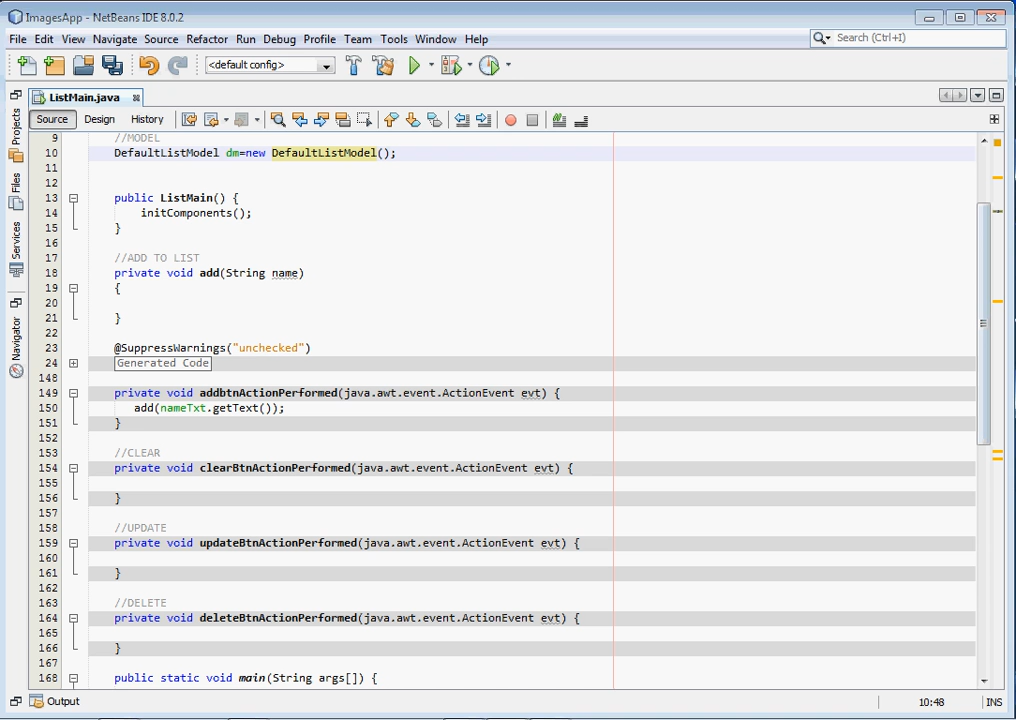 ImagesApp - NetBeans IDE 8.0.2
File Edit View Navigate Source Refactor Run Debug Profile Team Tools Window Help
Search (Ctrl+I)
<default config>
ListMain.java
Source Design History
Projects
Files
Services
Navigator
9 //MODEL
10 DefaultListModel dm=new DefaultListModel();
11
12
13 public ListMain() {
14 initComponents();
15 }
16
17 //ADD TO LIST
18 private void add(String name)
19 {
20
21 }
22
23 @SuppressWarnings("unchecked")
24 Generated Code
148
149 private void addbtnActionPerformed(java.awt.event.ActionEvent evt) {
150 add(nameTxt.getText());
151 }
152
153 //CLEAR
154 private void clearBtnActionPerformed(java.awt.event.ActionEvent evt) {
155
156 }
157
158 //UPDATE
159 private void updateBtnActionPerformed(java.awt.event.ActionEvent evt) {
160
161 }
162
163 //DELETE
164 private void deleteBtnActionPerformed(java.awt.event.ActionEvent evt) {
165
166 }
167
168 public static void main(String args[]) {
Output
10:48 INS